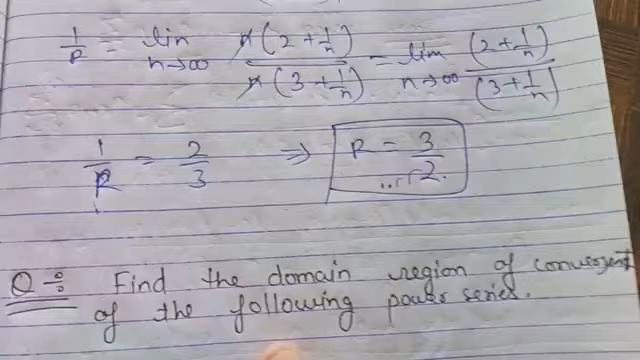 1/R = lim n→∞ n(2 + 1/n) / n(3 + 1/n) = lim n→∞ (2 + 1/n) / (3 + 1/n)
1/R = 2/3 ⇒ R = 3/2
Q ÷ Find the domain region of convergent
of the following power series.